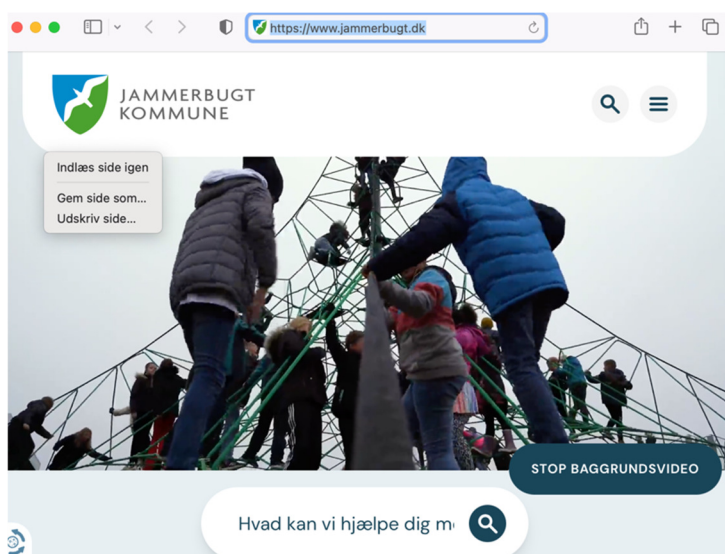 https://www.jammerbugt.dk
JAMMERBUGT
KOMMUNE
Indlæs side igen
Gem side som...
Udskriv side...
STOP BAGGRUNDSVIDEO
Hvad kan vi hjælpe dig m